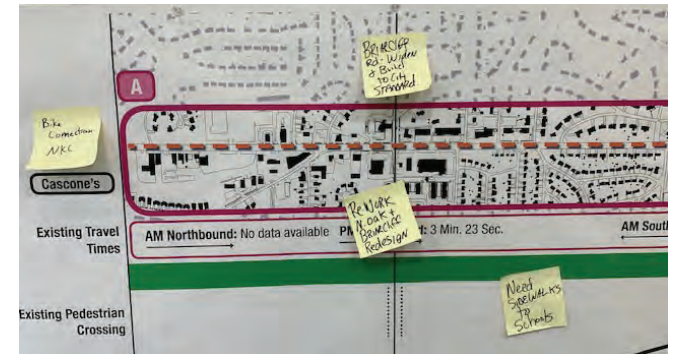 BRIARCLIFF
Rd - Widen
& Build
to City
STANDARD
A
Bike
Connection
NKC
Cascone's
ReWORK
N. oak &
BRIARCLIFF
Redesign
Existing Travel
Times
AM Northbound: No data available PM
: 3 Min. 23 Sec.
AM Sout
Need
SIDEWALKS
to
Schools
Existing Pedestrian
Crossing